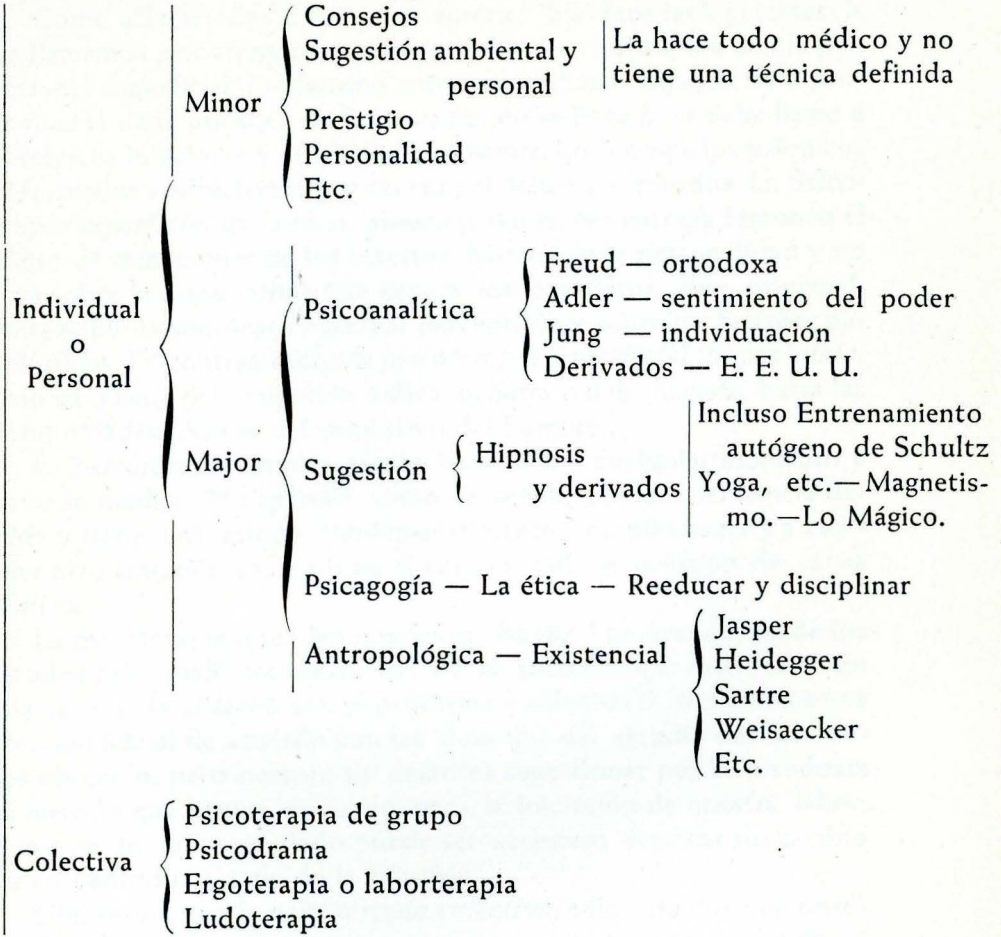 Consejos
Sugestión ambiental y
personal
La hace todo médico y no
tiene una técnica definida
Minor
Prestigio
Personalidad
Etc.
Individual
o
Personal
Psicoanalítica
Freud — ortodoxa
Adler — sentimiento del poder
Jung — individuación
Derivados — E. E. U. U.
Major
Sugestión
Hipnosis
y derivados
Incluso Entrenamiento
autógeno de Schultz
Yoga, etc.—Magnetis-
mo.—Lo Mágico.
Psicagogía — La ética — Reeducar y disciplinar
Antropológica — Existencial
Jasper
Heidegger
Sartre
Weisaecker
Etc.
Colectiva
Psicoterapia de grupo
Psicodrama
Ergoterapia o laborterapia
Ludoterapia